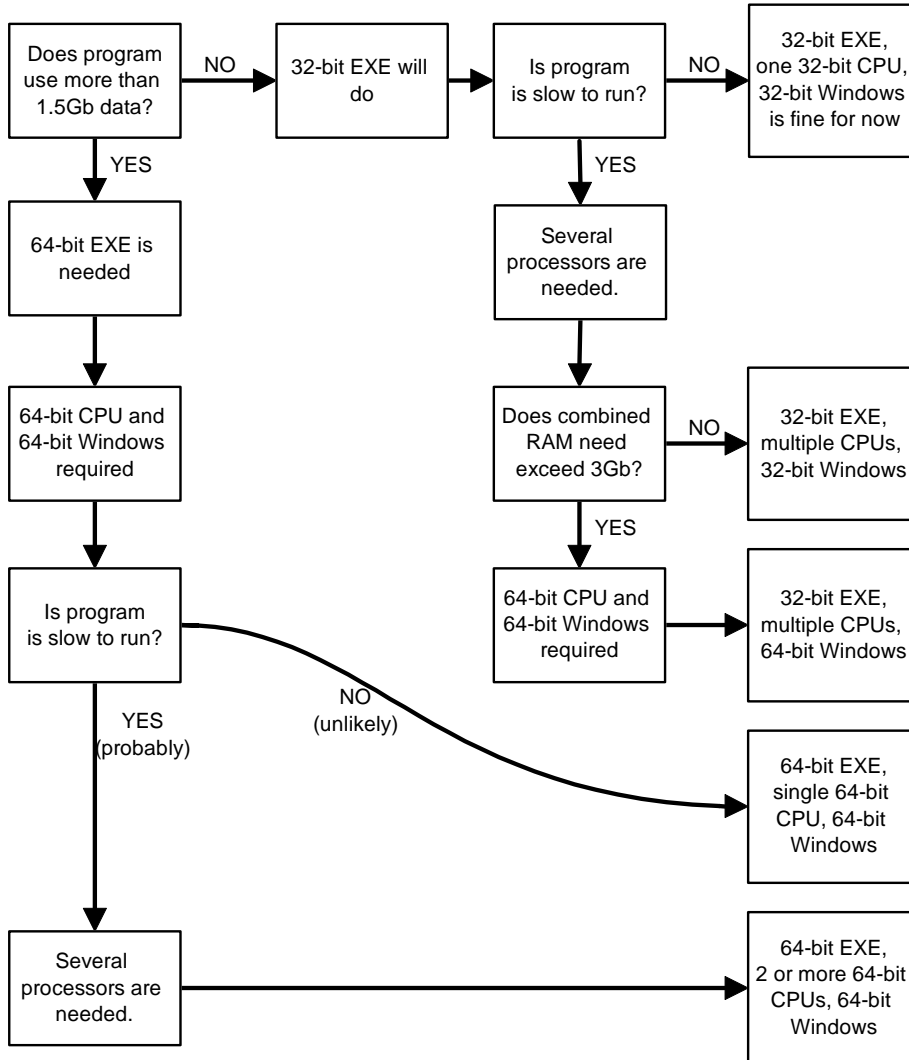 Does program
use more than
1.5Gb data?
NO
32-bit EXE will
do
Is program
is slow to run?
NO
32-bit EXE,
one 32-bit CPU,
32-bit Windows
is fine for now
YES
YES
64-bit EXE is
needed
Several
processors are
needed.
64-bit CPU and
64-bit Windows
required
Does combined
RAM need
exceed 3Gb?
NO
32-bit EXE,
multiple CPUs,
32-bit Windows
YES
Is program
is slow to run?
64-bit CPU and
64-bit Windows
required
32-bit EXE,
multiple CPUs,
64-bit Windows
NO
(unlikely)
YES
(probably)
64-bit EXE,
single 64-bit
CPU, 64-bit
Windows
Several
processors are
needed.
64-bit EXE,
2 or more 64-bit
CPUs, 64-bit
Windows